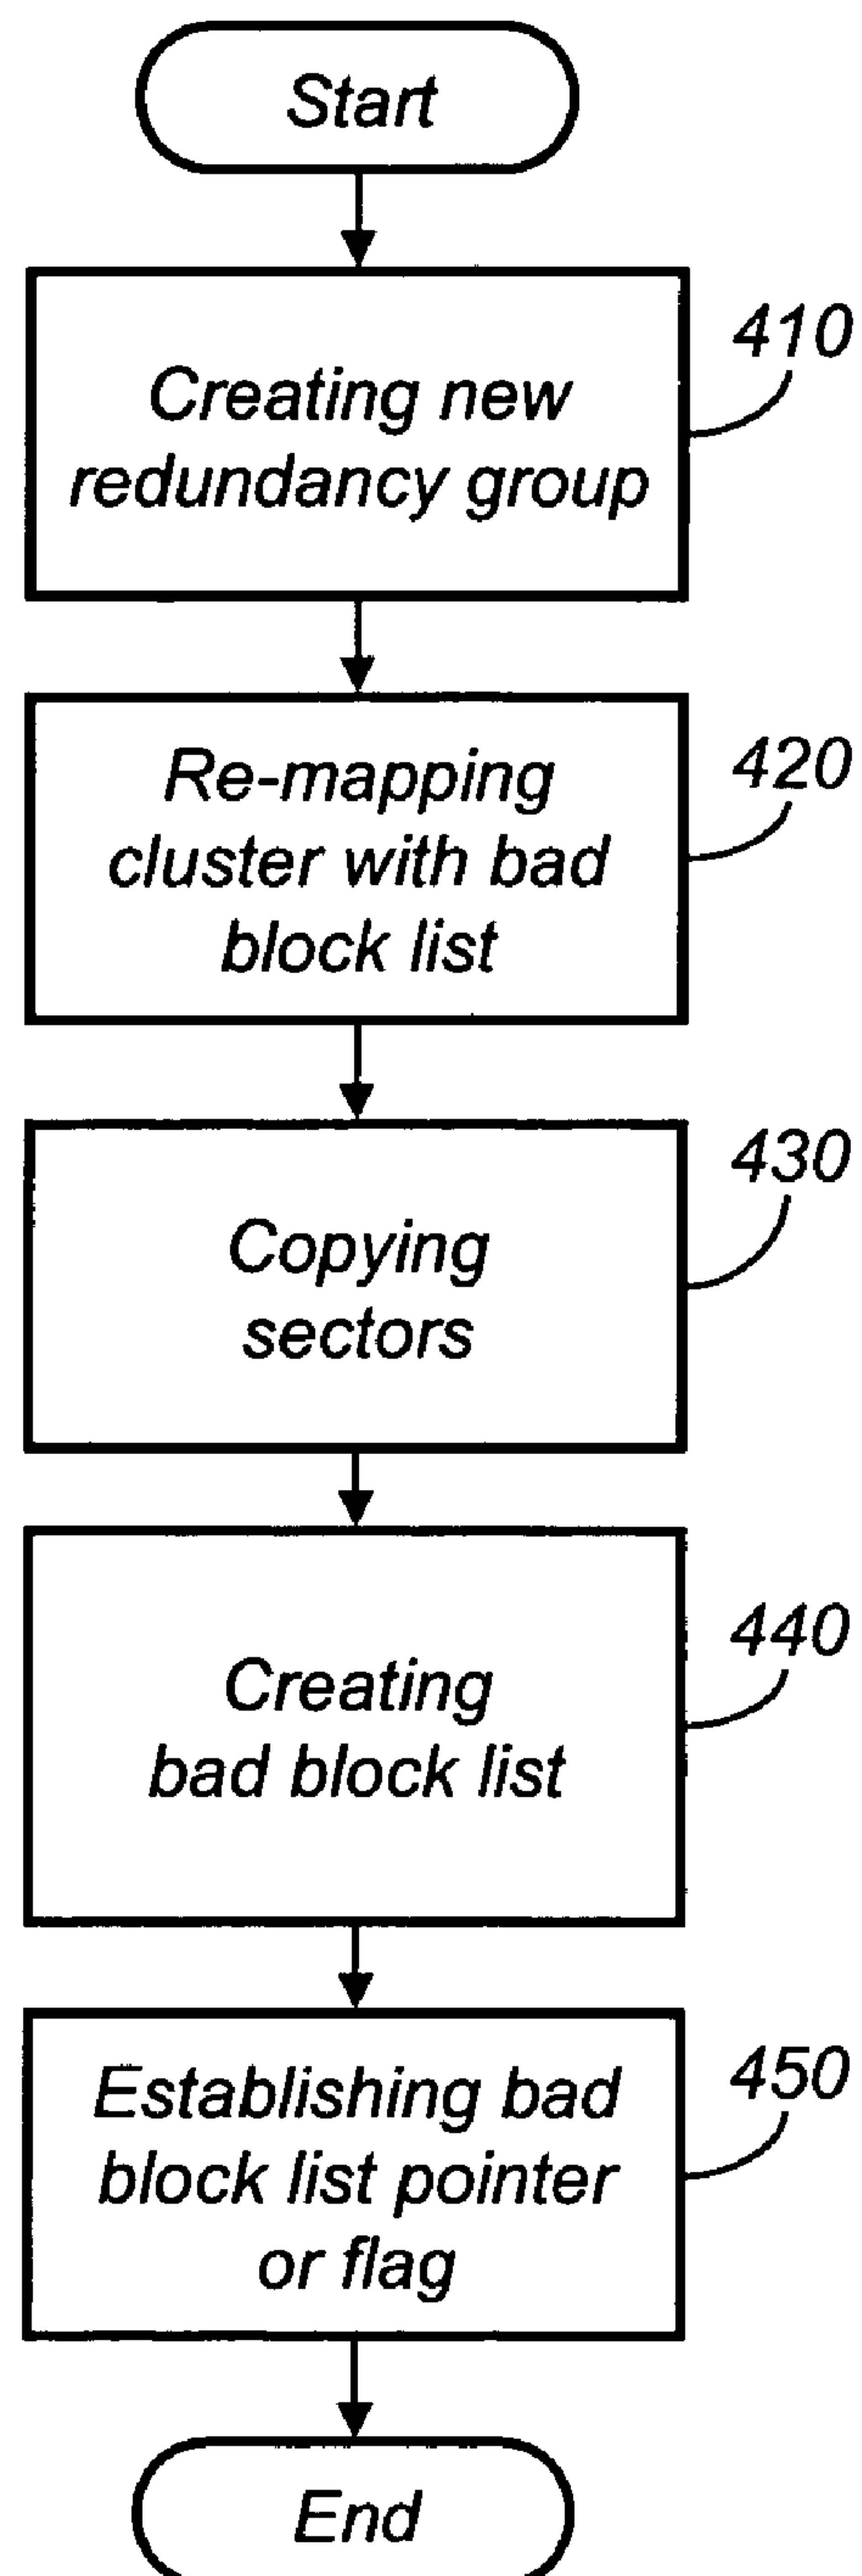 Start
410
Creating new
redundancy group
420
Re-mapping
cluster with bad
block list
430
Copying
sectors
440
Creating
bad block list
450
Establishing bad
block list pointer
or flag
End